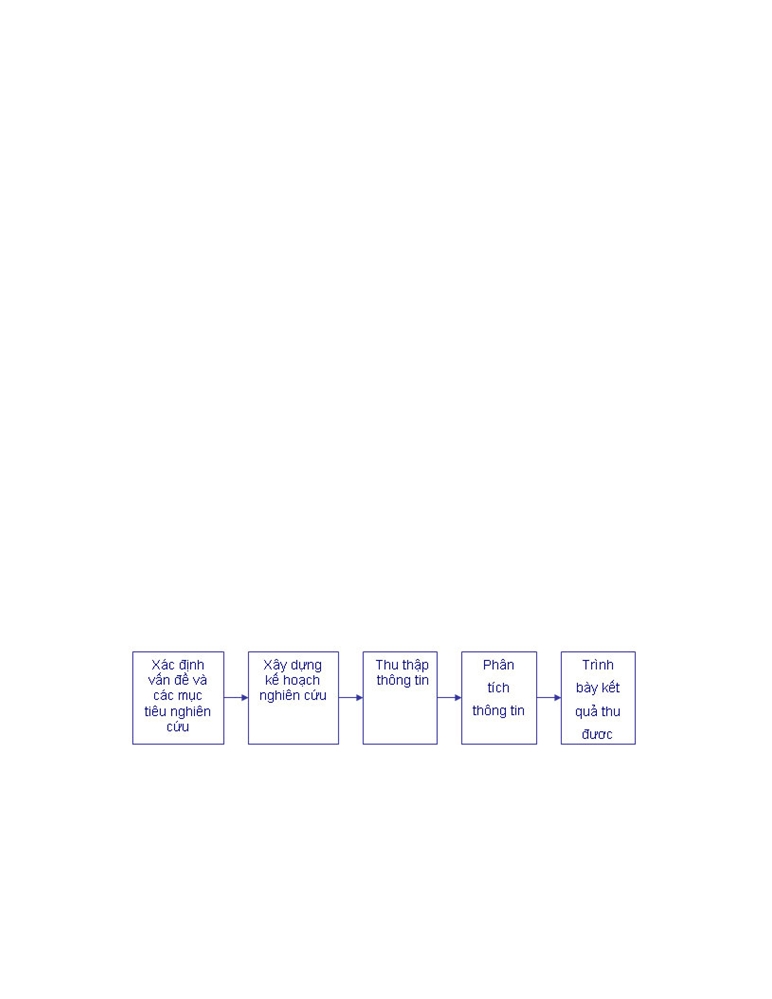 Xác định
vấn đề và
các mục
tiêu nghiên
cứu
Xây dựng
kế hoạch
nghiên cứu
Thu thập
thông tin
Phân
tích
thông tin
Trình
bày kết
quả thu
đươc